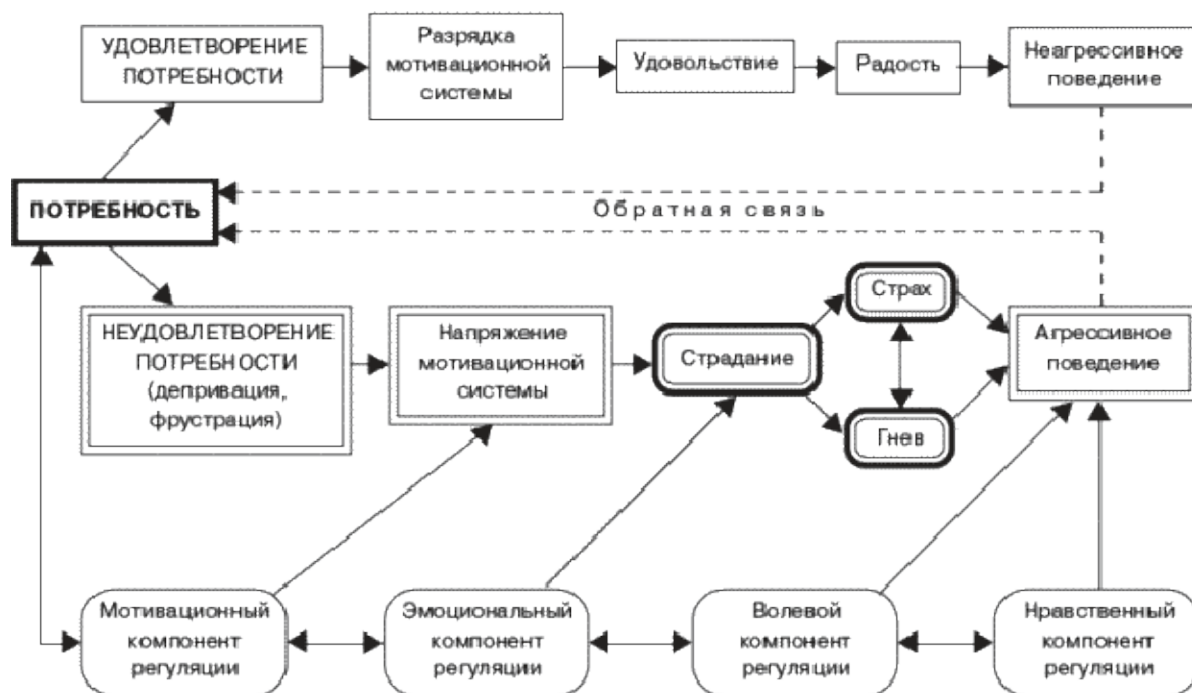 УДОВЛЕТВОРЕНИЕ
ПОТРЕБНОСТИ
Разрядка
мотивационной
системы
Удовольствие
Радость
Неагрессивное
поведение
ПОТРЕБНОСТЬ
Обратная связь
НЕУДОВЛЕТВОРЕНИЕ
ПОТРЕБНОСТИ
(депривация,
фрустрация)
Напряжение
мотивационной
системы
Страдание
Страх
Гнев
Агрессивное
поведение
Мотивационный
компонент
регуляции
Эмоциональный
компонент
регуляции
Волевой
компонент
регуляции
Нравственный
компонент
регуляции